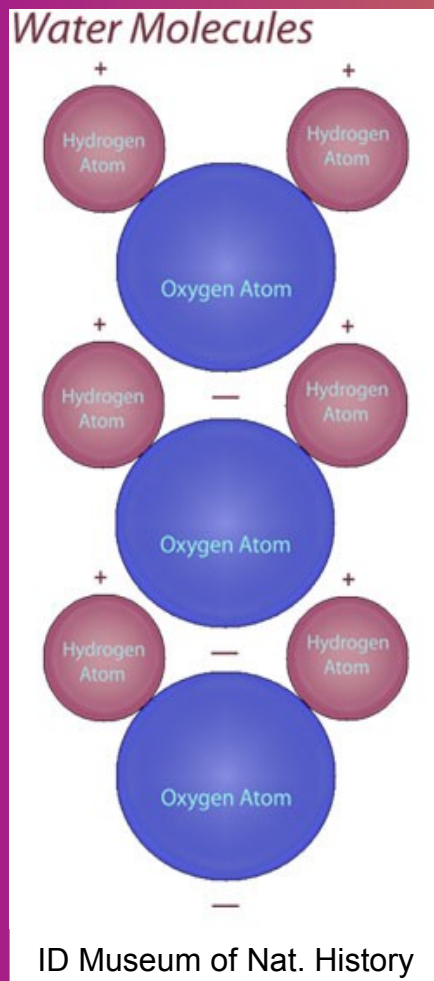 Water Molecules
+ +
Hydrogen Atom Hydrogen Atom
Oxygen Atom
+ +
—
Hydrogen Atom Hydrogen Atom
Oxygen Atom
+ +
—
Hydrogen Atom Hydrogen Atom
Oxygen Atom
—
ID Museum of Nat. History